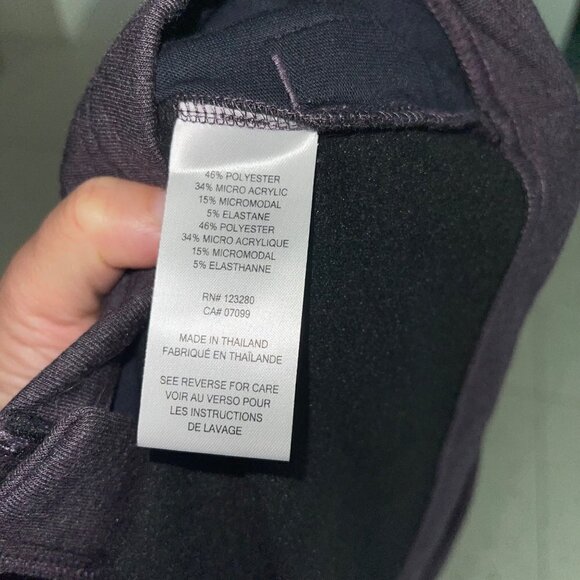 46% POLYESTER
34% MICRO ACRYLIC
15% MICROMODAL
5% ELASTANE
46% POLYESTER
34% MICRO ACRYLIQUE
15% MICROMODAL
5% ELASTHANNE
RN# 123280
CA# 07099
MADE IN THAILAND
FABRIQUÉ EN THAÏLANDE
SEE REVERSE FOR CARE
VOIR AU VERSO POUR
LES INSTRUCTIONS
DE LAVAGE